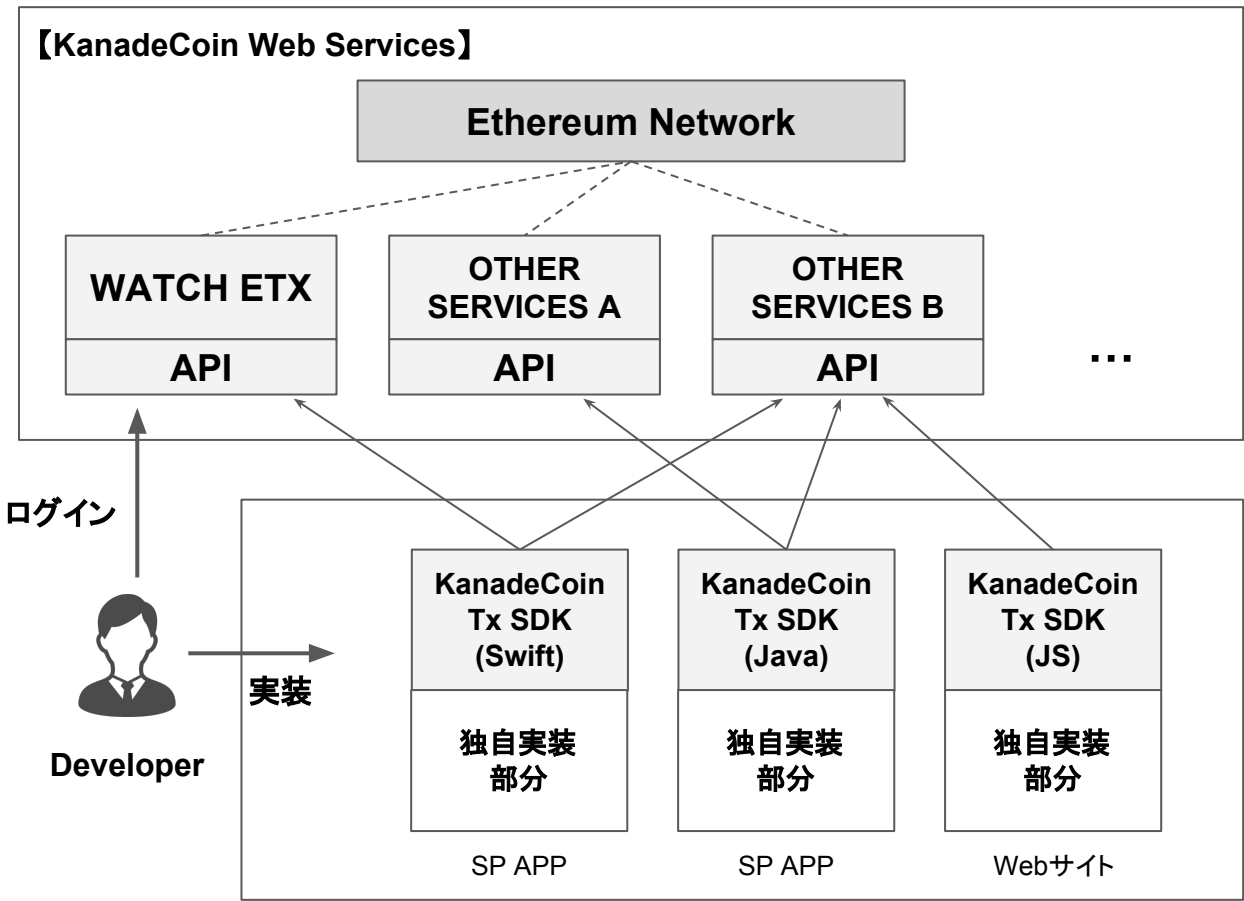 【KanadeCoin Web Services】
Ethereum Network
WATCH ETX
API
OTHER
SERVICES A
API
OTHER
SERVICES B
API
...
ログイン
Developer
実装
KanadeCoin
Tx SDK
(Swift)
独自実装
部分
SP APP
KanadeCoin
Tx SDK
(Java)
独自実装
部分
SP APP
KanadeCoin
Tx SDK
(JS)
独自実装
部分
Webサイト